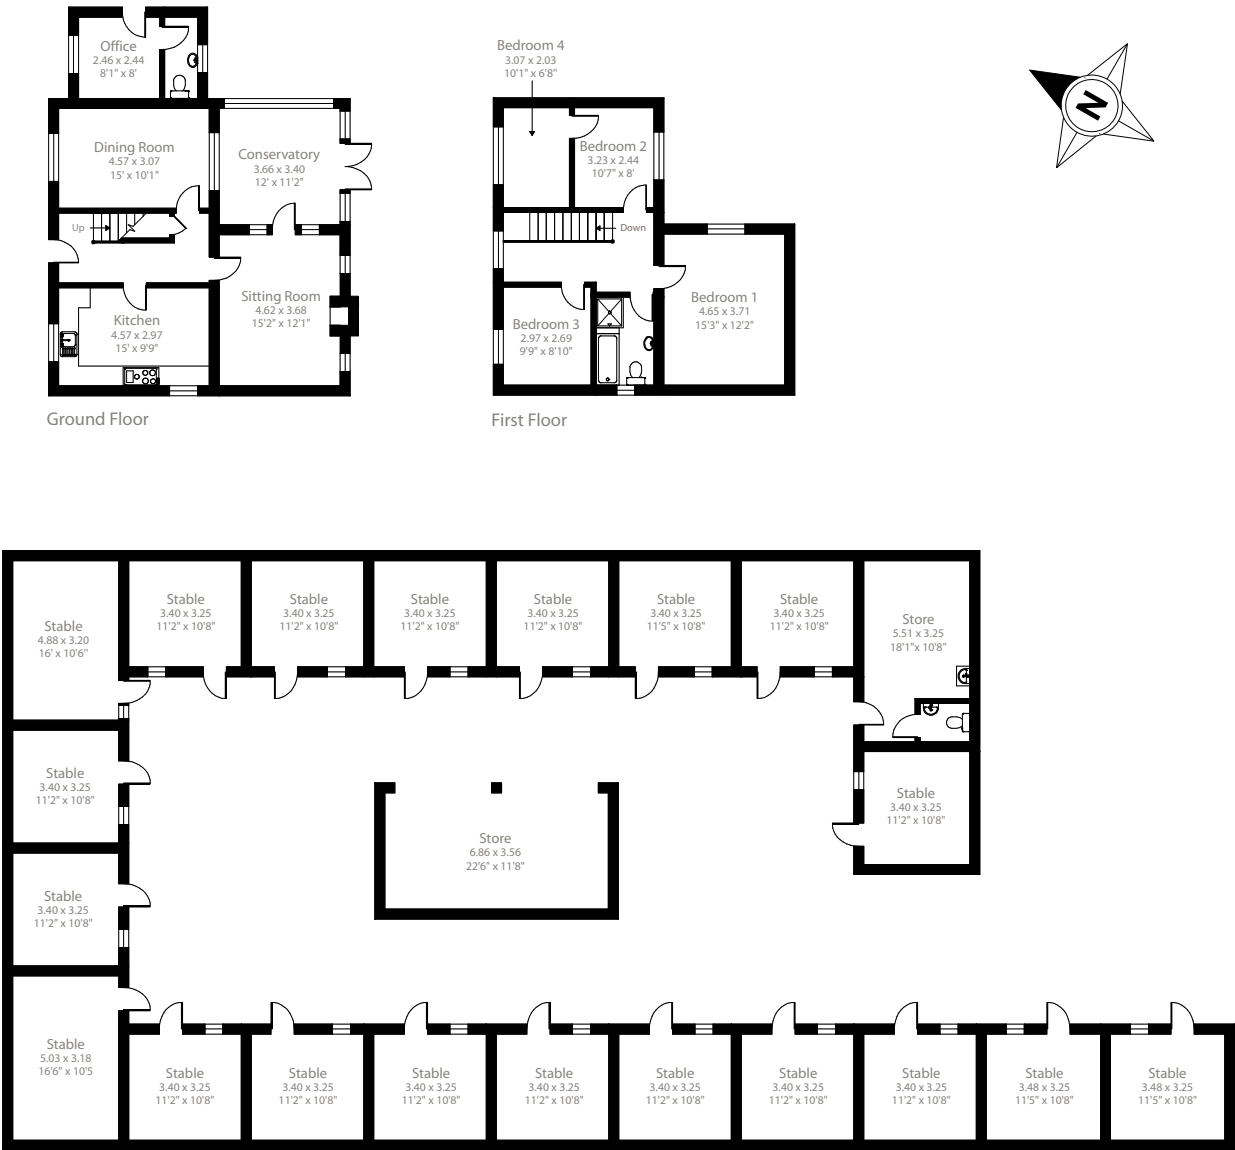 Office
2.46 x 2.44
8'1" x 8'
Dining Room
4.57 x 3.07
15' x 10'1"
Conservatory
3.66 x 3.40
12' x 11'2"
Up
Sitting Room
4.62 x 3.68
15'2" x 12'1"
Kitchen
4.57 x 2.97
15' x 9'9"
Ground Floor
Bedroom 4
3.07 x 2.03
10'1" x 6'8"
Bedroom 2
3.23 x 2.44
10'7" x 8'
Down
Bedroom 1
4.65 x 3.71
15'3" x 12'2"
Bedroom 3
2.97 x 2.69
9'9" x 8'10"
First Floor
N
Stable
4.88 x 3.20
16' x 10'6"
Stable
3.40 x 3.25
11'2" x 10'8"
Stable
3.40 x 3.25
11'2" x 10'8"
Stable
3.40 x 3.25
11'2" x 10'8"
Stable
3.40 x 3.25
11'2" x 10'8"
Stable
3.40 x 3.25
11'5" x 10'8"
Stable
3.40 x 3.25
11'2" x 10'8"
Store
5.51 x 3.25
18'1" x 10'8"
Stable
3.40 x 3.25
11'2" x 10'8"
Stable
3.40 x 3.25
11'2" x 10'8"
Store
6.86 x 3.56
22'6" x 11'8"
Stable
3.40 x 3.25
11'2" x 10'8"
Stable
5.03 x 3.18
16'6" x 10'5
Stable
3.40 x 3.25
11'2" x 10'8"
Stable
3.40 x 3.25
11'2" x 10'8"
Stable
3.40 x 3.25
11'2" x 10'8"
Stable
3.40 x 3.25
11'2" x 10'8"
Stable
3.40 x 3.25
11'2" x 10'8"
Stable
3.40 x 3.25
11'2" x 10'8"
Stable
3.40 x 3.25
11'2" x 10'8"
Stable
3.48 x 3.25
11'5" x 10'8"
Stable
3.48 x 3.25
11'5" x 10'8"